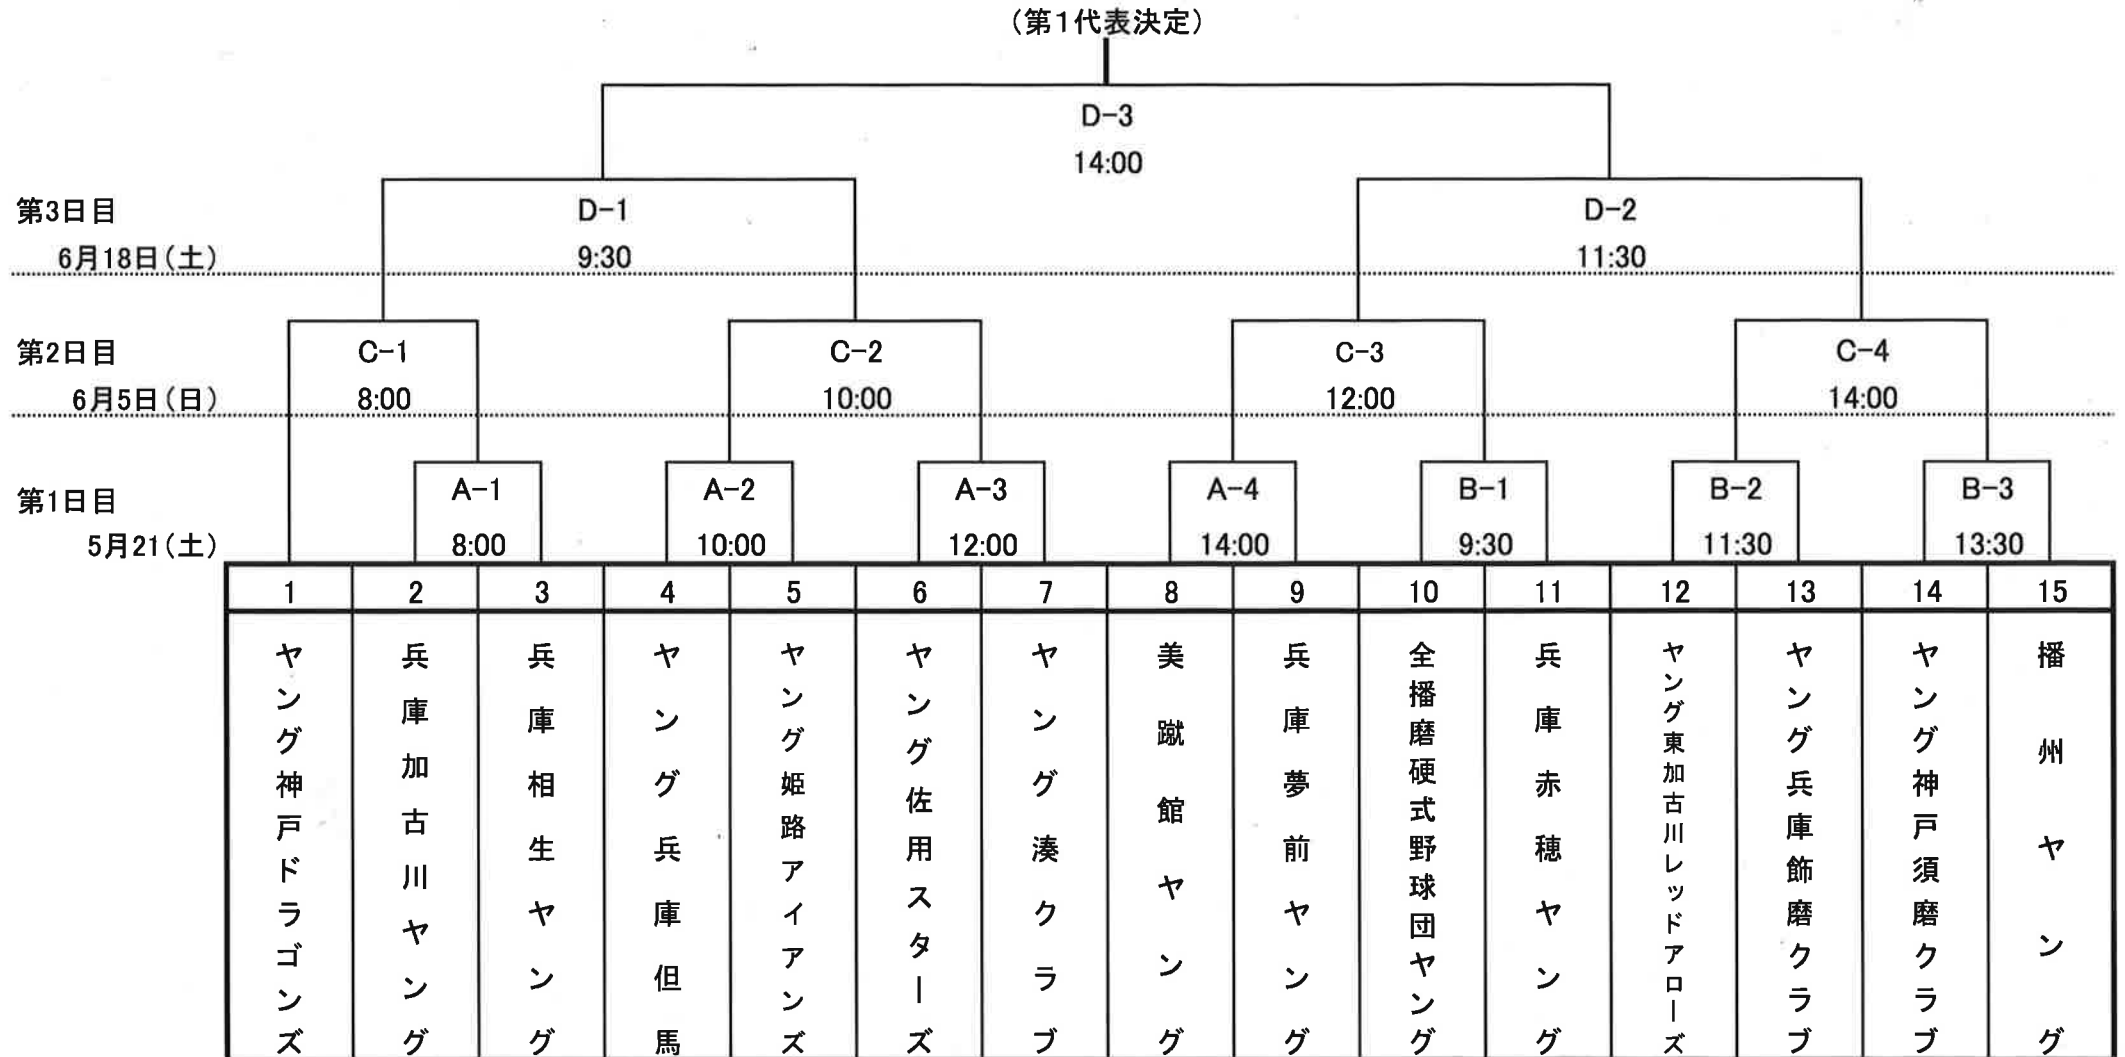 （第1代表決定）
D-3
14:00
第3日目
D-1
D-2
6月18日（土）
9:30
11:30
第2日目
C-1
C-2
C-3
C-4
6月5日（日）
8:00
10:00
12:00
14:00
第1日目
A-1
A-2
A-3
A-4
B-1
B-2
B-3
5月21（土）
8:00
10:00
12:00
14:00
9:30
11:30
13:30
1
2
3
4
5
6
7
8
9
10
11
12
13
14
15
ヤング神戸ドラゴンズ
兵庫加古川ヤング
兵庫相生ヤング
ヤング兵庫但馬
ヤング姫路アイアンズ
ヤング佐用スターズ
ヤング湊クラブ
美蹴館ヤング
兵庫夢前ヤング
全播磨硬式野球団ヤング
兵庫赤穂ヤング
ヤング東加古川レッドアローズ
ヤング兵庫飾磨クラブ
ヤング神戸須磨クラブ
播州ヤング